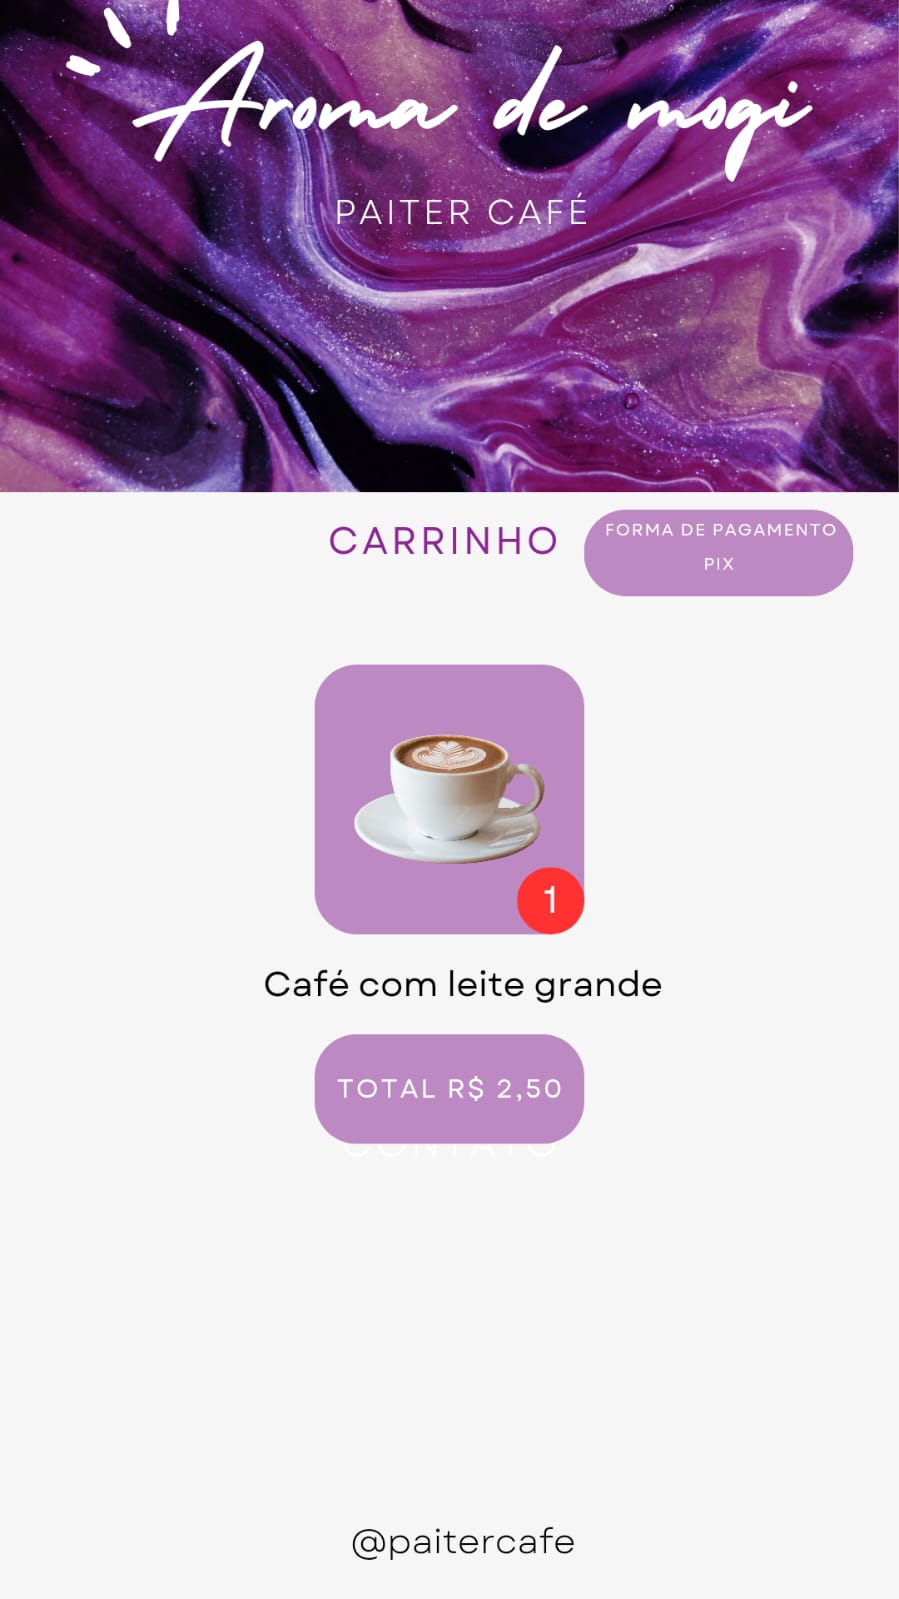 Aroma de mogi
PAITER CAFÉ
CARRINHO
FORMA DE PAGAMENTO
PIX
1
Café com leite grande
TOTAL R$ 2,50
CONTATO
@paitercafe